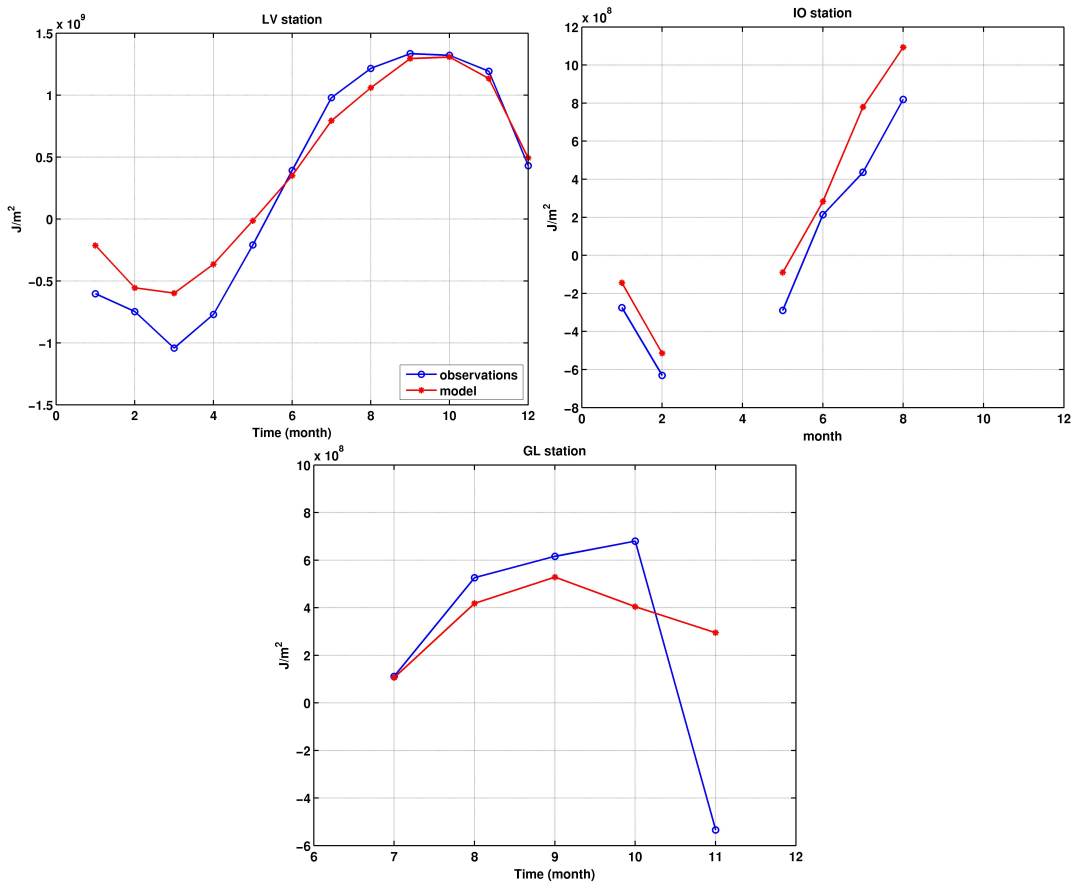 LV station
x 10^9
1.5
1
0.5
0
−0.5
−1
−1.5
J/m^2
0 2 4 6 8 10 12
Time (month)
observations
model
IO station
x 10^8
12
10
8
6
4
2
0
−2
−4
−6
−8
J/m^2
0 2 4 6 8 10 12
month
GL station
x 10^8
10
8
6
4
2
0
−2
−4
−6
J/m^2
6 7 8 9 10 11 12
Time (month)